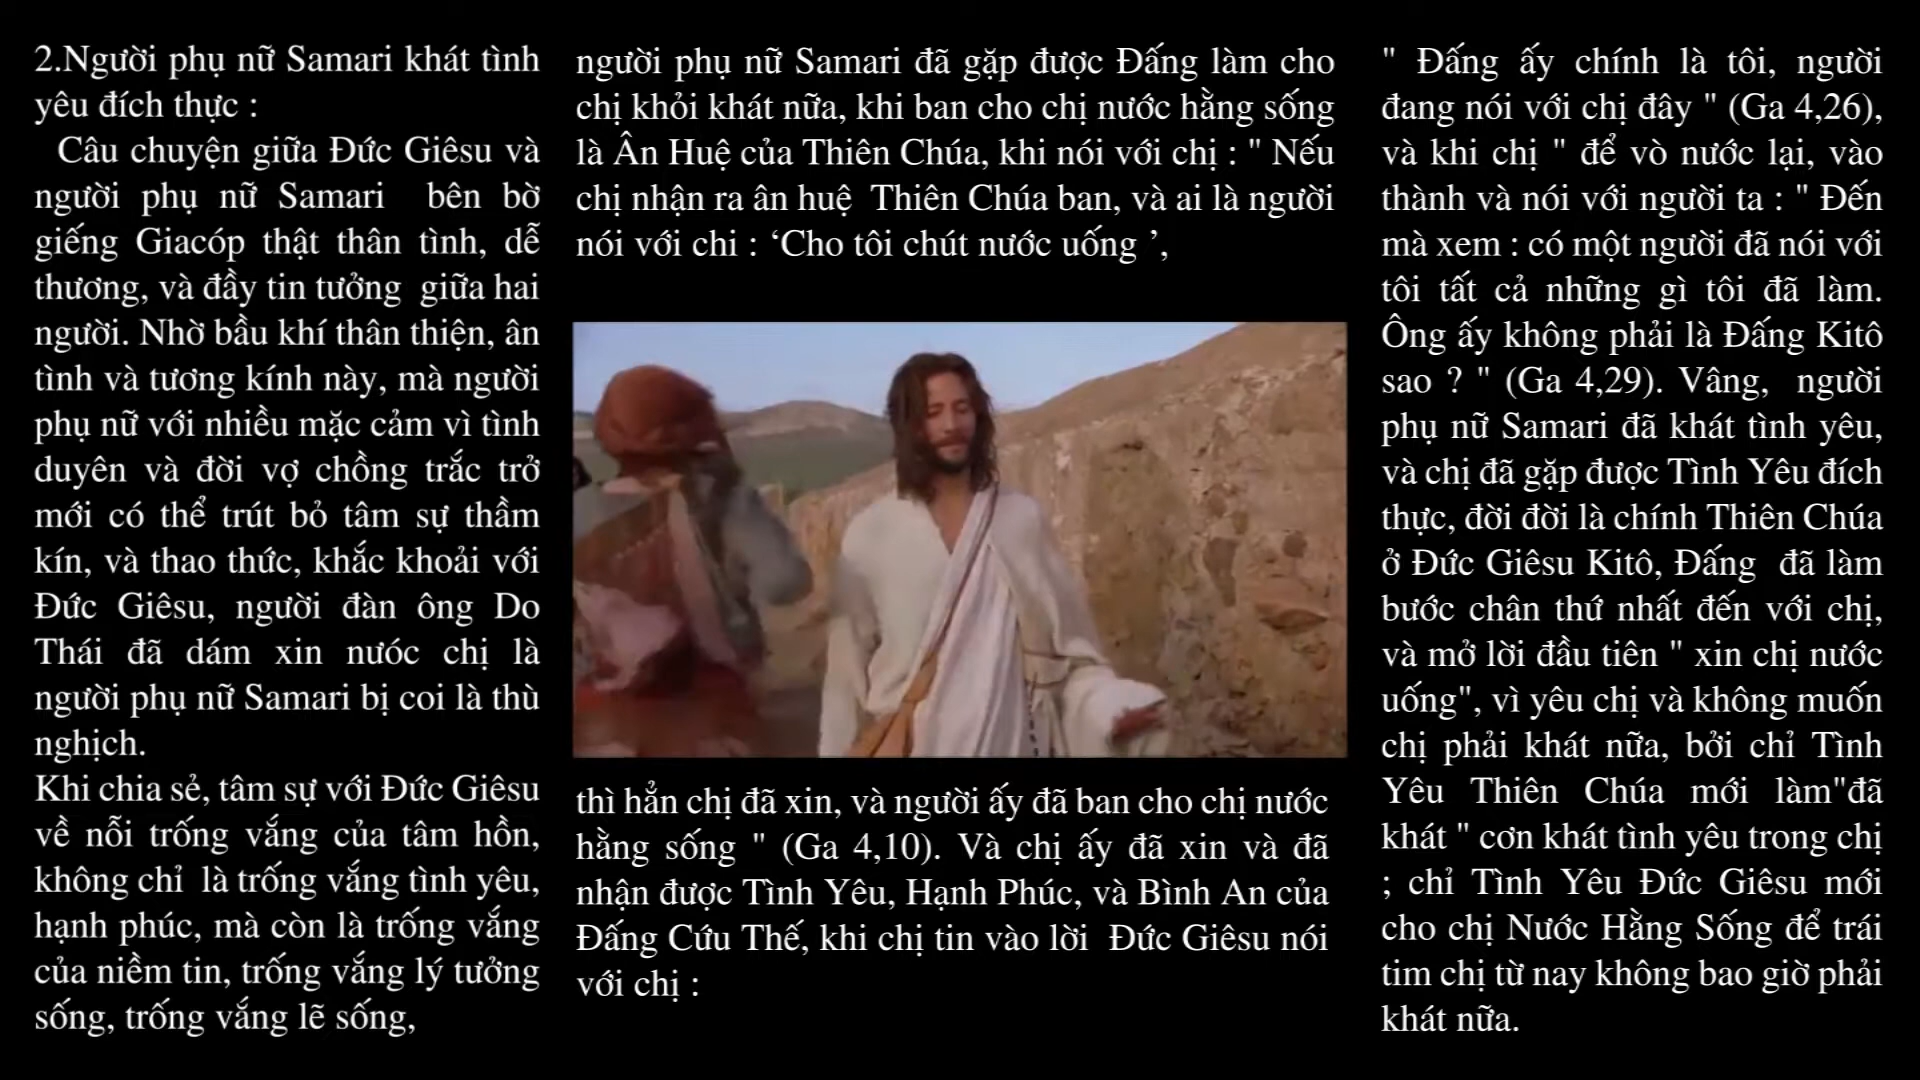 2.Người phụ nữ Samari khát tình
yêu đích thực :
Câu chuyện giữa Đức Giêsu và
người phụ nữ Samari bên bờ
giếng Giacóp thật thân tình, dễ
thương, và đầy tin tưởng giữa hai
người. Nhờ bầu khí thân thiện, ân
tình và tương kính này, mà người
phụ nữ với nhiều mặc cảm vì tình
duyên và đời vợ chồng trắc trở
mới có thể trút bỏ tâm sự thầm
kín, và thao thức, khắc khoải với
Đức Giêsu, người đàn ông Do
Thái đã dám xin nưóc chị là
người phụ nữ Samari bị coi là thù
nghịch.
Khi chia sẻ, tâm sự với Đức Giêsu
về nỗi trống vắng của tâm hồn,
không chỉ là trống vắng tình yêu,
hạnh phúc, mà còn là trống vắng
của niềm tin, trống vắng lý tưởng
sống, trống vắng lẽ sống,
người phụ nữ Samari đã gặp được Đấng làm cho
chị khỏi khát nữa, khi ban cho chị nước hằng sống
là Ân Huệ của Thiên Chúa, khi nói với chị : " Nếu
chị nhận ra ân huệ Thiên Chúa ban, và ai là người
nói với chi : ‘Cho tôi chút nước uống ’,
thì hẳn chị đã xin, và người ấy đã ban cho chị nước
hằng sống " (Ga 4,10). Và chị ấy đã xin và đã
nhận được Tình Yêu, Hạnh Phúc, và Bình An của
Đấng Cứu Thế, khi chị tin vào lời Đức Giêsu nói
với chị :
" Đấng ấy chính là tôi, người
đang nói với chị đây " (Ga 4,26),
và khi chị " để vò nước lại, vào
thành và nói với người ta : " Đến
mà xem : có một người đã nói với
tôi tất cả những gì tôi đã làm.
Ông ấy không phải là Đấng Kitô
sao ? " (Ga 4,29). Vâng, người
phụ nữ Samari đã khát tình yêu,
và chị đã gặp được Tình Yêu đích
thực, đời đời là chính Thiên Chúa
ở Đức Giêsu Kitô, Đấng đã làm
bước chân thứ nhất đến với chị,
và mở lời đầu tiên " xin chị nước
uống", vì yêu chị và không muốn
chị phải khát nữa, bởi chỉ Tình
Yêu Thiên Chúa mới làm"đã
khát " cơn khát tình yêu trong chị
; chỉ Tình Yêu Đức Giêsu mới
cho chị Nước Hằng Sống để trái
tim chị từ nay không bao giờ phải
khát nữa.